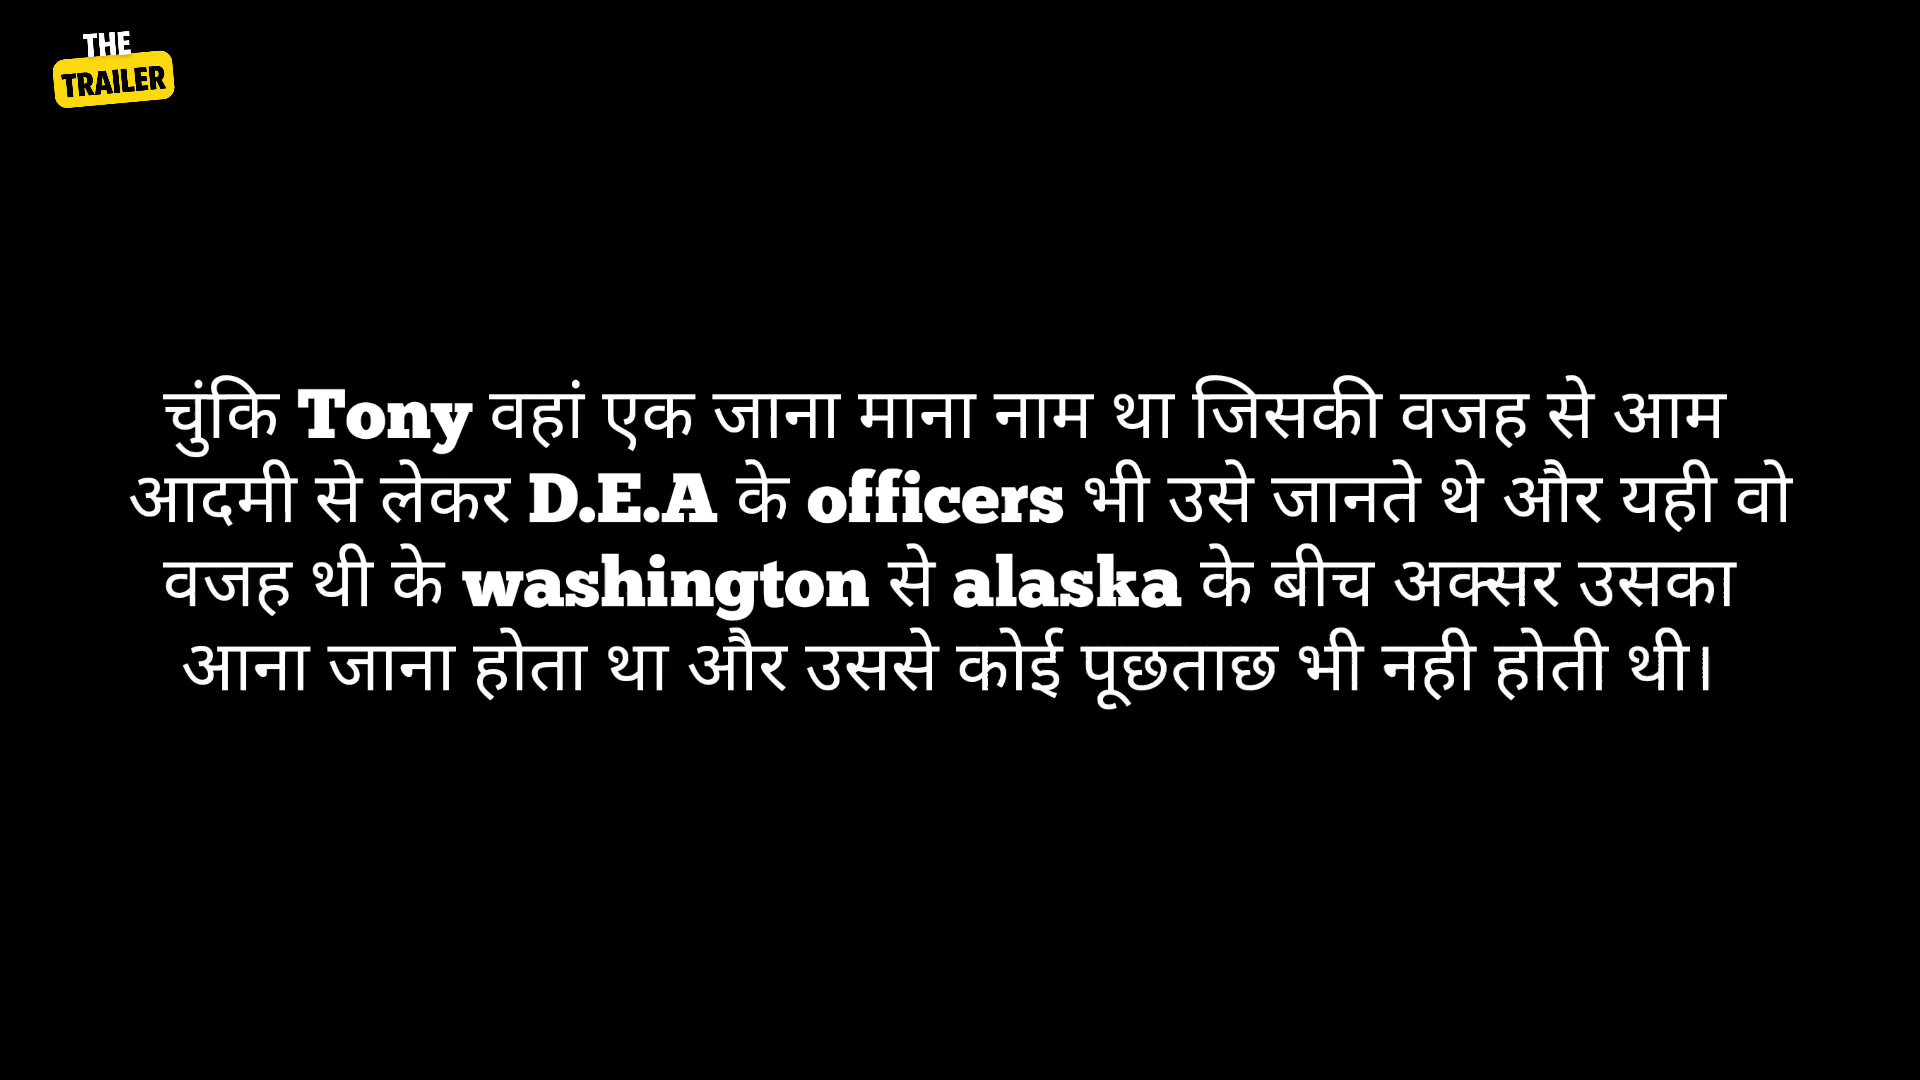 THE
TRAILER
चुंकि Tony वहां एक जाना माना नाम था जिसकी वजह से आम
आदमी से लेकर D.E.A के officers भी उसे जानते थे और यही वो
वजह थी के washington से alaska के बीच अक्सर उसका
आना जाना होता था और उससे कोई पूछताछ भी नही होती थी।